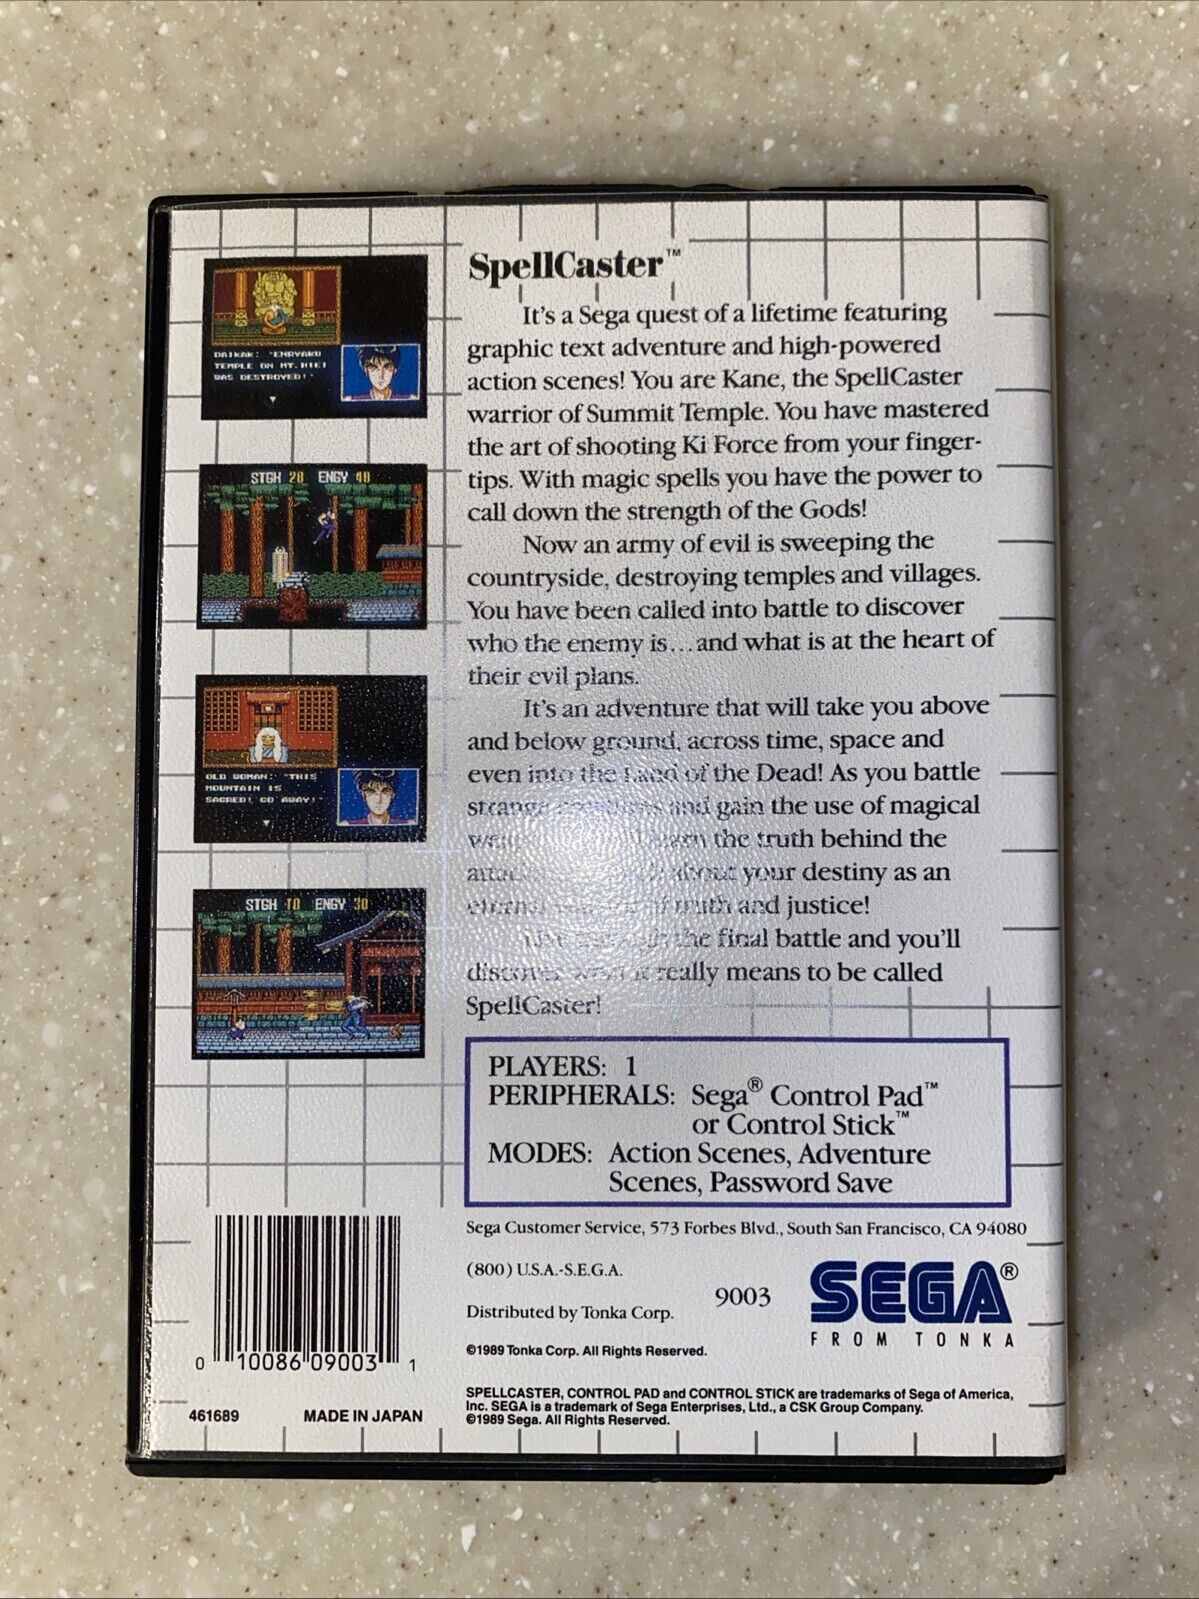 SpellCaster™
It's a Sega quest of a lifetime featuring
graphic text adventure and high-powered
action scenes! You are Kane, the SpellCaster
warrior of Summit Temple. You have mastered
the art of shooting Ki Force from your finger-
tips. With magic spells you have the power to
call down the strength of the Gods!
Now an army of evil is sweeping the
countryside, destroying temples and villages.
You have been called into battle to discover
who the enemy is...and what is at the heart of
their evil plans.
It's an adventure that will take you above
and below ground, across time, space and
even into the Land of the Dead! As you battle
strange creatures and gain the use of magical
the truth behind the
about your destiny as an
eternal of truth and justice!
the final battle and you'll
discover what it really means to be called
SpellCaster!
DAIKAK: "ENRYAKU
TEMPLE ON MT. HIEI
WAS DESTROYED!"
STGH 20 ENGY 40
OLD WOMAN: "THIS
MOUNTAIN IS
SACRED! GO AWAY!"
STGH 10 ENGY 30
PLAYERS: 1
PERIPHERALS: Sega® Control Pad™
or Control Stick™
MODES: Action Scenes, Adventure
Scenes, Password Save
Sega Customer Service, 573 Forbes Blvd., South San Francisco, CA 94080
(800) U.S.A.-S.E.G.A.
Distributed by Tonka Corp.
9003
SEGA®
FROM TONKA
©1989 Tonka Corp. All Rights Reserved.
SPELLCASTER, CONTROL PAD and CONTROL STICK are trademarks of Sega of America,
Inc. SEGA is a trademark of Sega Enterprises, Ltd., a CSK Group Company.
©1989 Sega. All Rights Reserved.
0 10086 09003 1
461689 MADE IN JAPAN